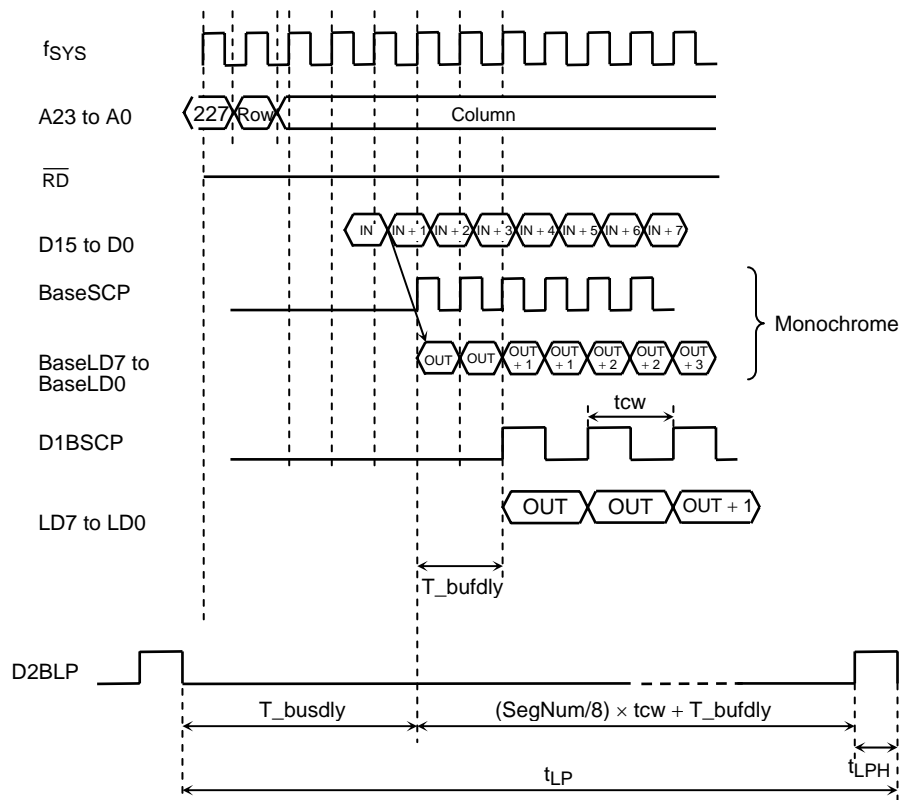 fSYS
A23 to A0
227 Row Column
RD
D15 to D0
IN IN + 1 IN + 2 IN + 3 IN + 4 IN + 5 IN + 6 IN + 7
BaseSCP
Monochrome
BaseLD7 to
BaseLD0
OUT OUT OUT + 1 OUT + 1 OUT + 2 OUT + 2 OUT + 3
tcw
D1BSCP
LD7 to LD0
OUT OUT OUT + 1
T_bufdly
D2BLP
T_busdly (SegNum/8) × tcw + T_bufdly
tLPH
tLP